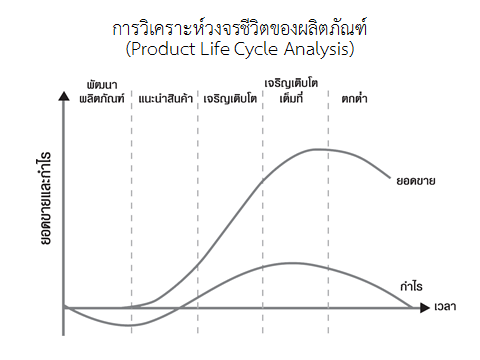 การวิเคราะห์วงจรชีวิตของผลิตภัณฑ์
(Product Life Cycle Analysis)
พัฒนา
ผลิตภัณฑ์
แนะนำสินค้า
เจริญเติบโต
เจริญเติบโต
เต็มที่
ตกต่ำ
ยอดขายและกำไร
ยอดขาย
กำไร
เวลา